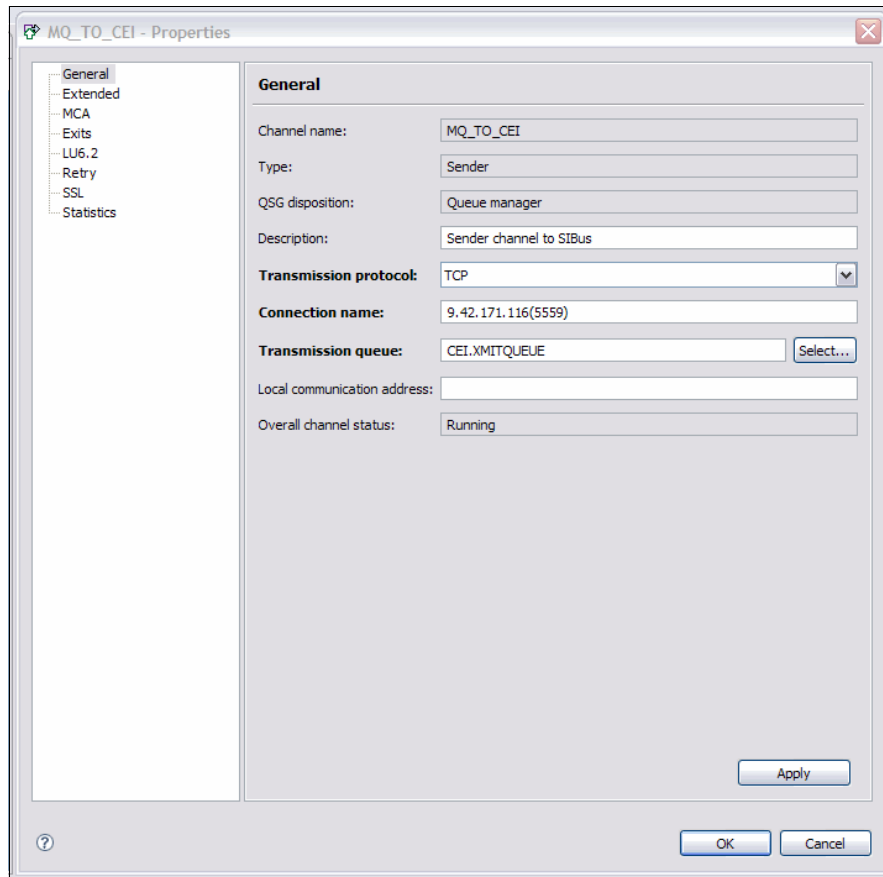 MQ_TO_CEI - Properties
General
Extended
MCA
Exits
LU6.2
Retry
SSL
Statistics
General
Channel name: MQ_TO_CEI
Type: Sender
QSG disposition: Queue manager
Description: Sender channel to SIBus
Transmission protocol: TCP
Connection name: 9.42.171.116(5559)
Transmission queue: CEI.XMITQUEUE Select...
Local communication address:
Overall channel status: Running
Apply
? OK Cancel